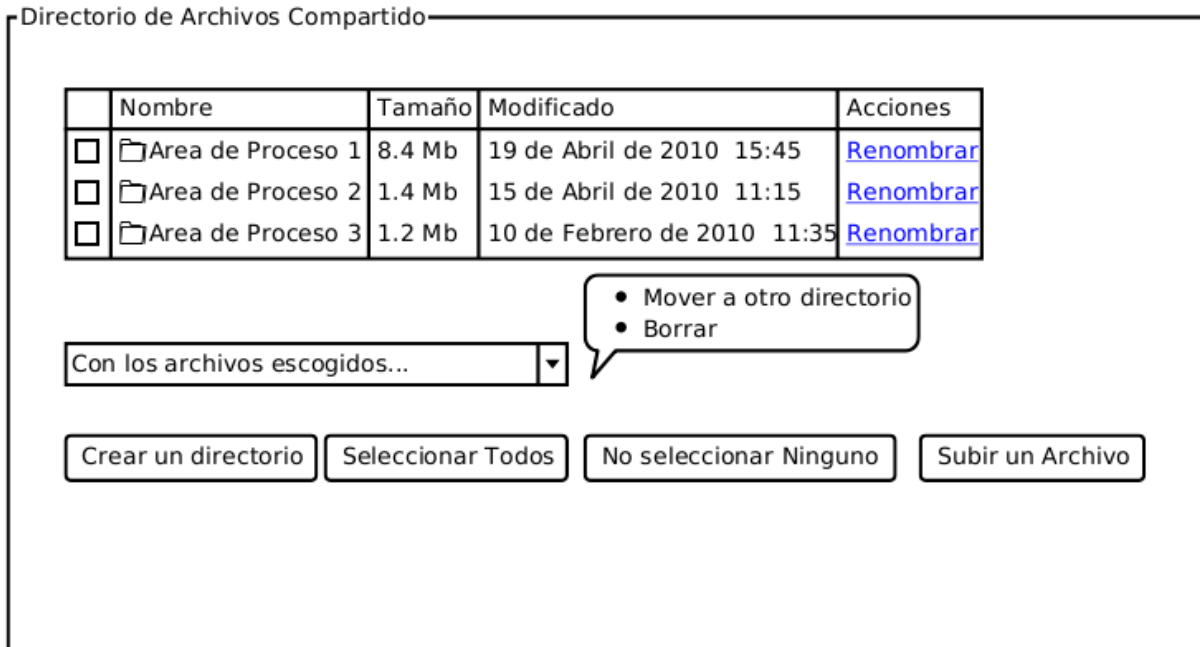 Directorio de Archivos Compartido
Nombre Tamaño Modificado Acciones
Area de Proceso 1 8.4 Mb 19 de Abril de 2010 15:45 Renombrar
Area de Proceso 2 1.4 Mb 15 de Abril de 2010 11:15 Renombrar
Area de Proceso 3 1.2 Mb 10 de Febrero de 2010 11:35 Renombrar
Mover a otro directorio
Borrar
Con los archivos escogidos...
Crear un directorio Seleccionar Todos No seleccionar Ninguno Subir un Archivo